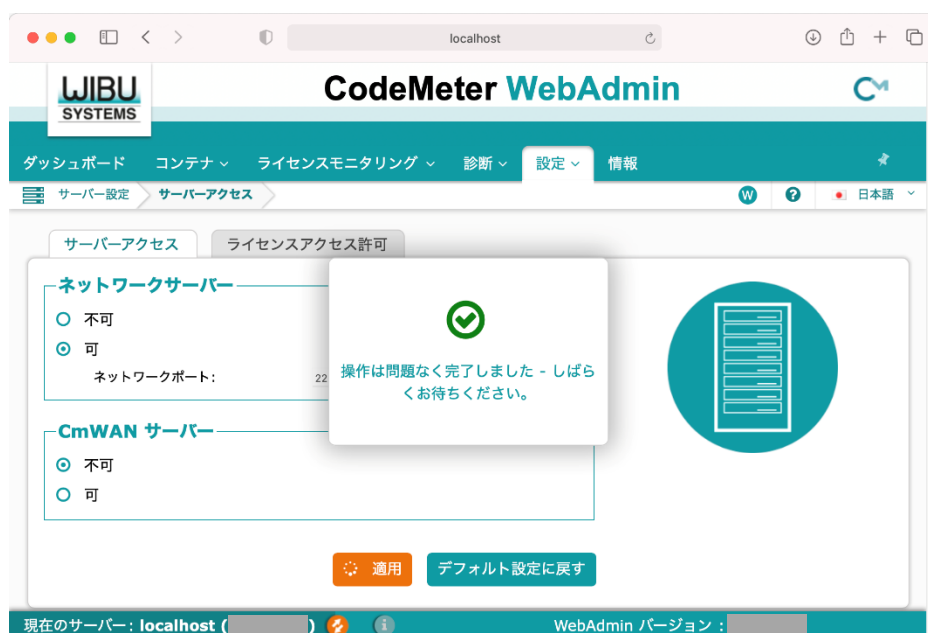 localhost
WIBU
SYSTEMS
CodeMeter WebAdmin
ダッシュボード コンテナ ライセンスモニタリング 診断 設定 情報
サーバー設定 サーバーアクセス W ? 日本語
サーバーアクセス ライセンスアクセス許可
ネットワークサーバー
不可
可
ネットワークポート: 22
操作は問題なく完了しました - しばら
くお待ちください。
CmWAN サーバー
不可
可
適用 デフォルト設定に戻す
現在のサーバー: localhost ( ) WebAdmin バージョン :